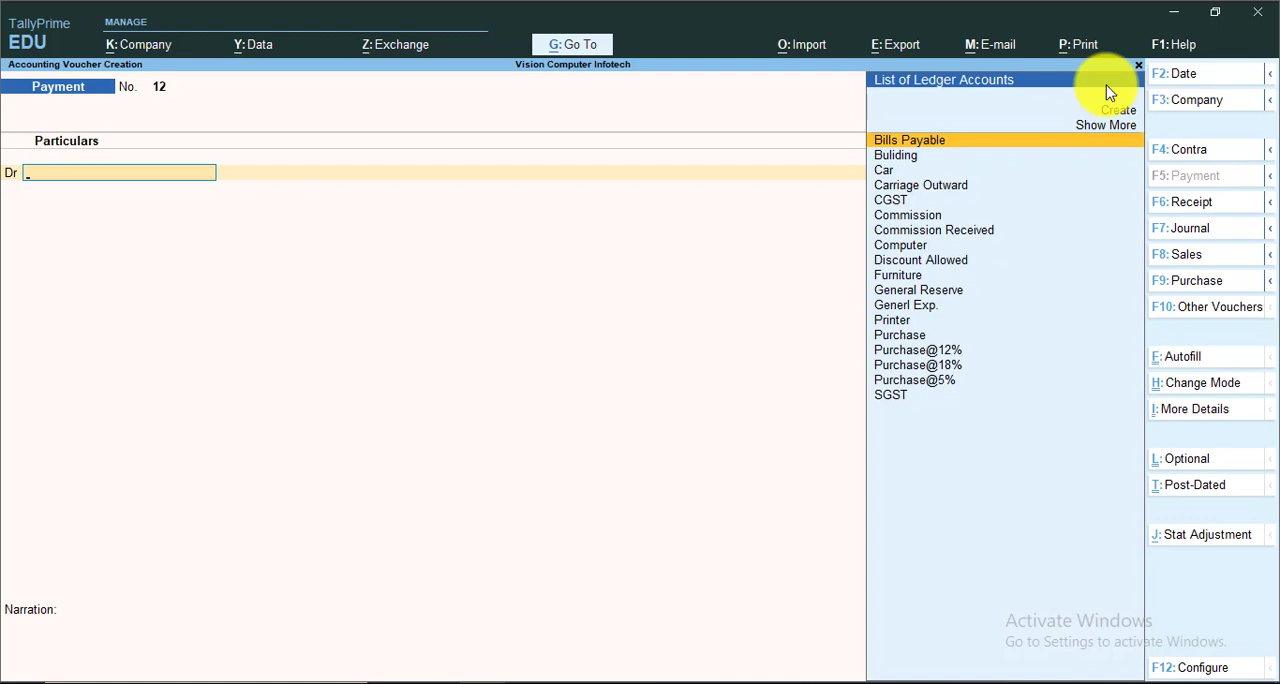 TallyPrime
EDU
MANAGE
K: Company
Y: Data
Z: Exchange
G: Go To
O: Import
E: Export
M: E-mail
P: Print
F1: Help
Accounting Voucher Creation
Vision Computer Infotech
Payment No. 12
Particulars
Dr
Narration:
List of Ledger Accounts
Create
Show More
Bills Payable
Buliding
Car
Carriage Outward
CGST
Commission
Commission Received
Computer
Discount Allowed
Furniture
General Reserve
Generl Exp.
Printer
Purchase
Purchase@12%
Purchase@18%
Purchase@5%
SGST
F2: Date
F3: Company
F4: Contra
F5: Payment
F6: Receipt
F7: Journal
F8: Sales
F9: Purchase
F10: Other Vouchers
F: Autofill
H: Change Mode
I: More Details
L: Optional
T: Post-Dated
J: Stat Adjustment
Activate Windows
Go to Settings to activate Windows.
F12: Configure